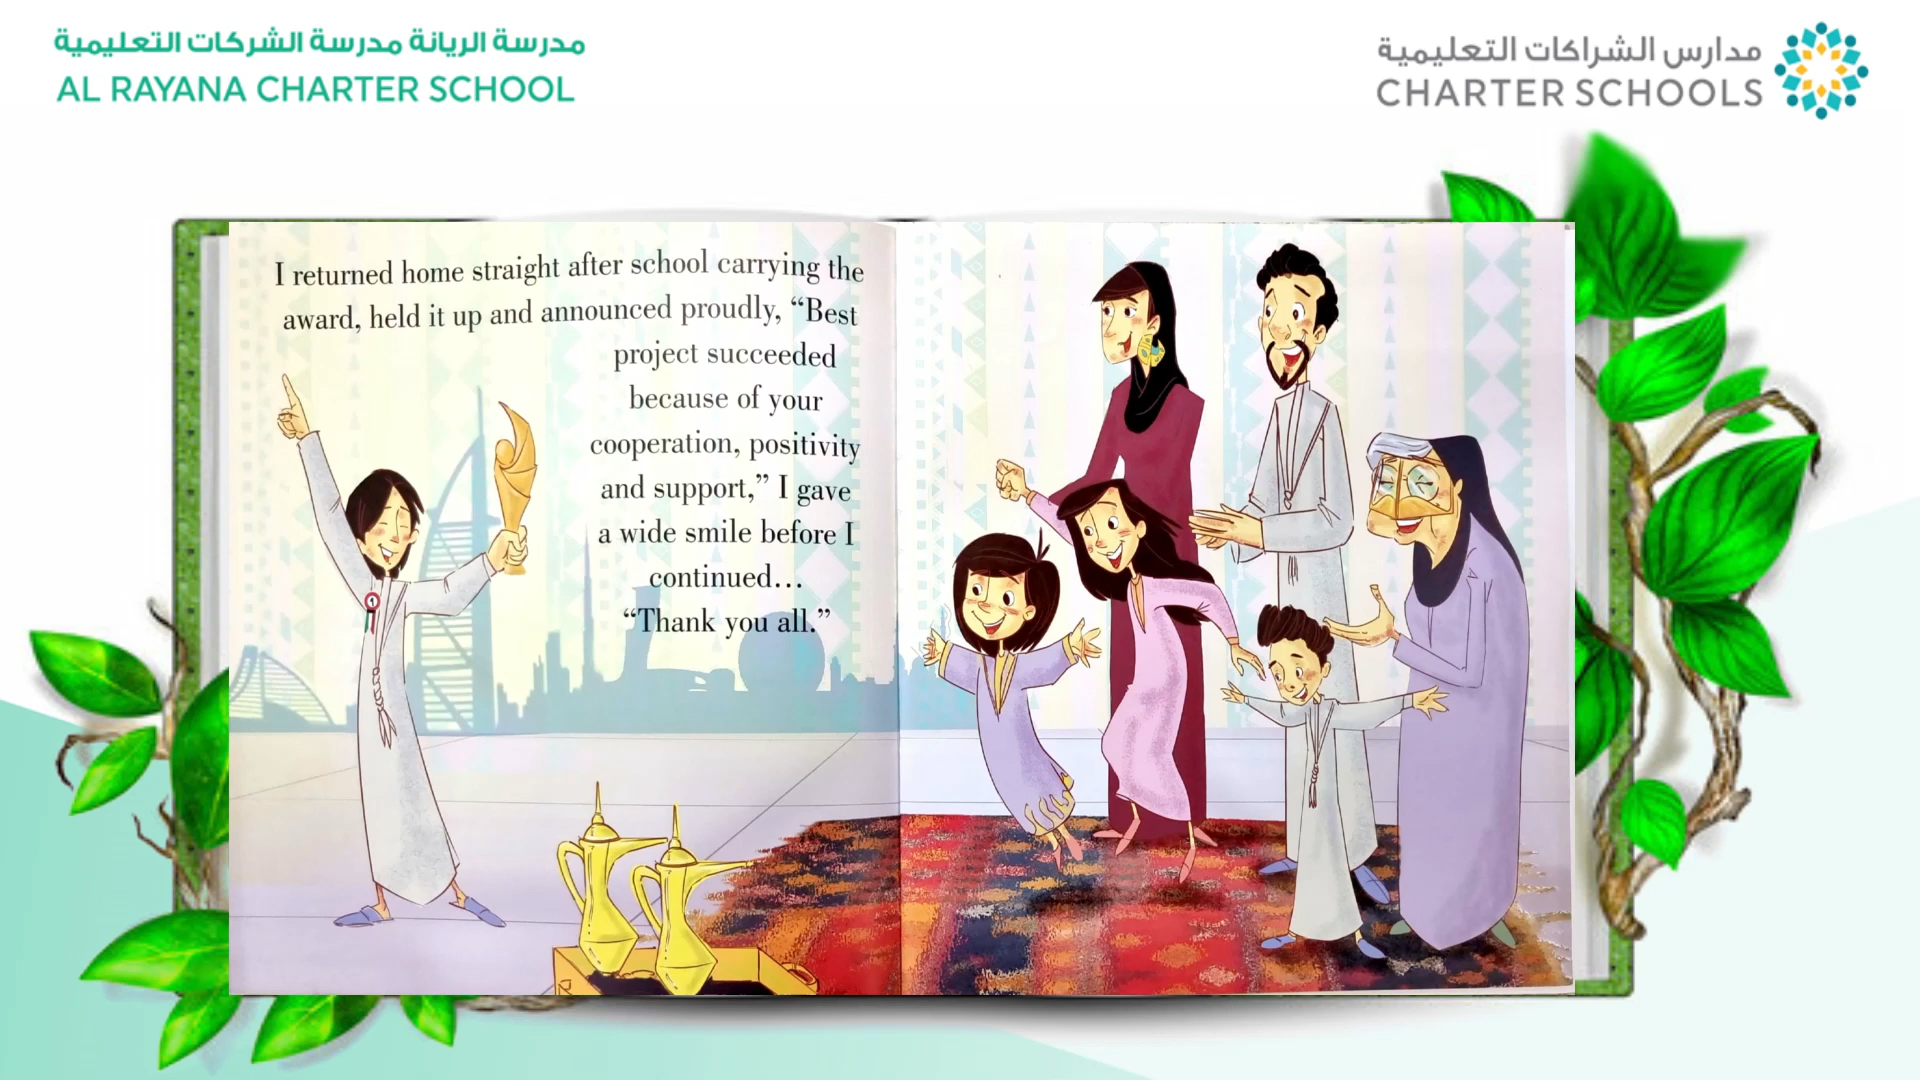 مدرسة الريانة مدرسة الشركات التعليمية
AL RAYANA CHARTER SCHOOL
مدارس الشراكات التعليمية
CHARTER SCHOOLS
I returned home straight after school carrying the
award, held it up and announced proudly, “Best
project succeeded
because of your
cooperation, positivity
and support,” I gave
a wide smile before I
continued...
“Thank you all.”